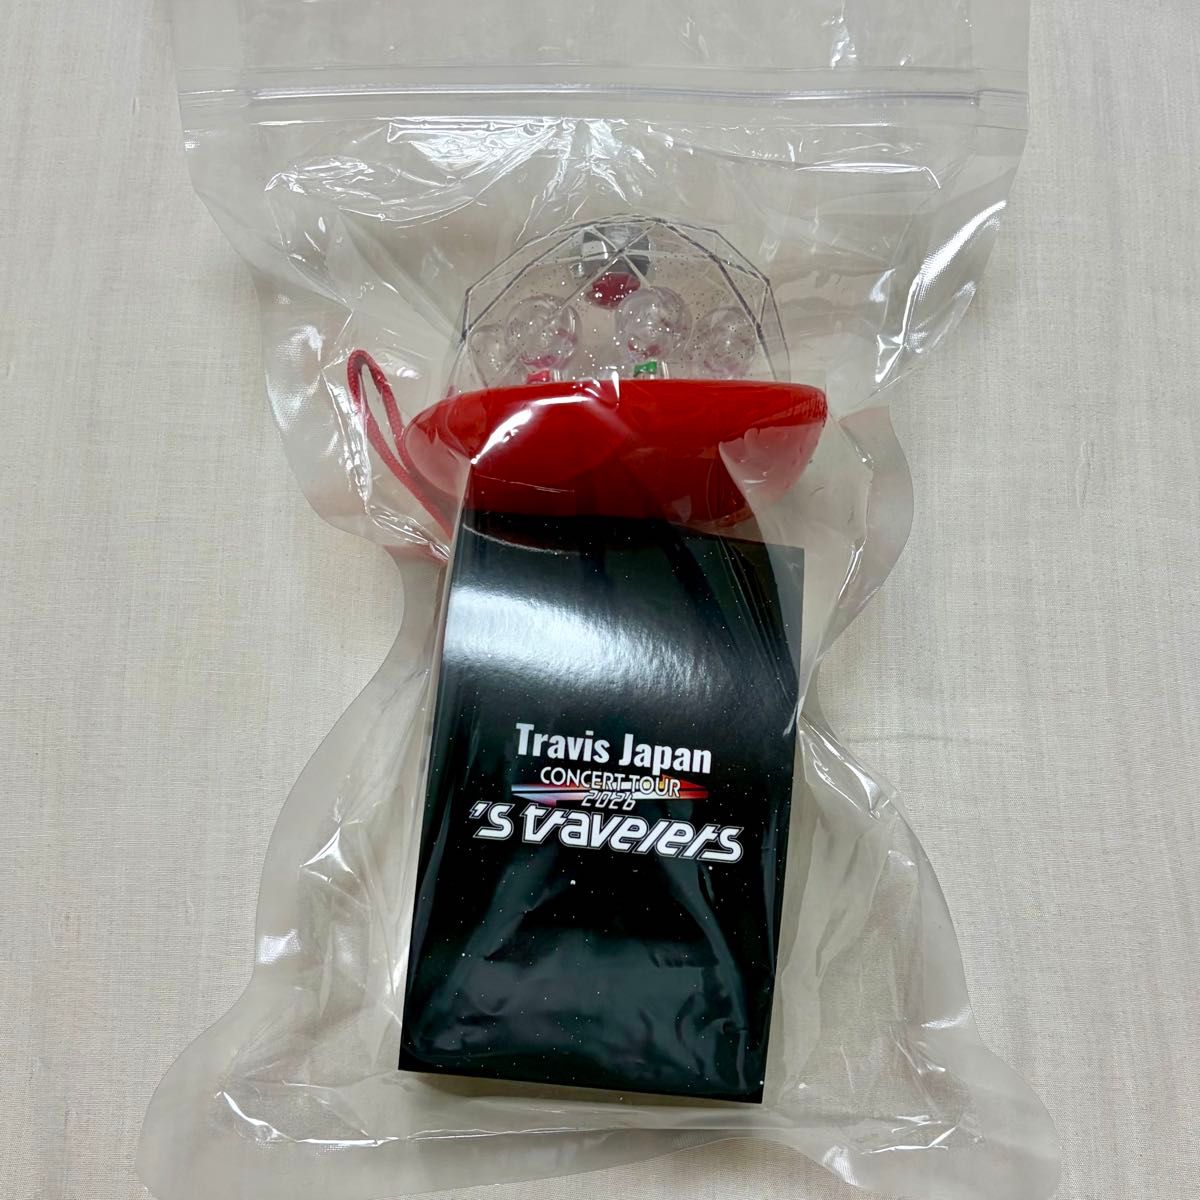 Travis Japan
CONCERT TOUR
2026
's travelers